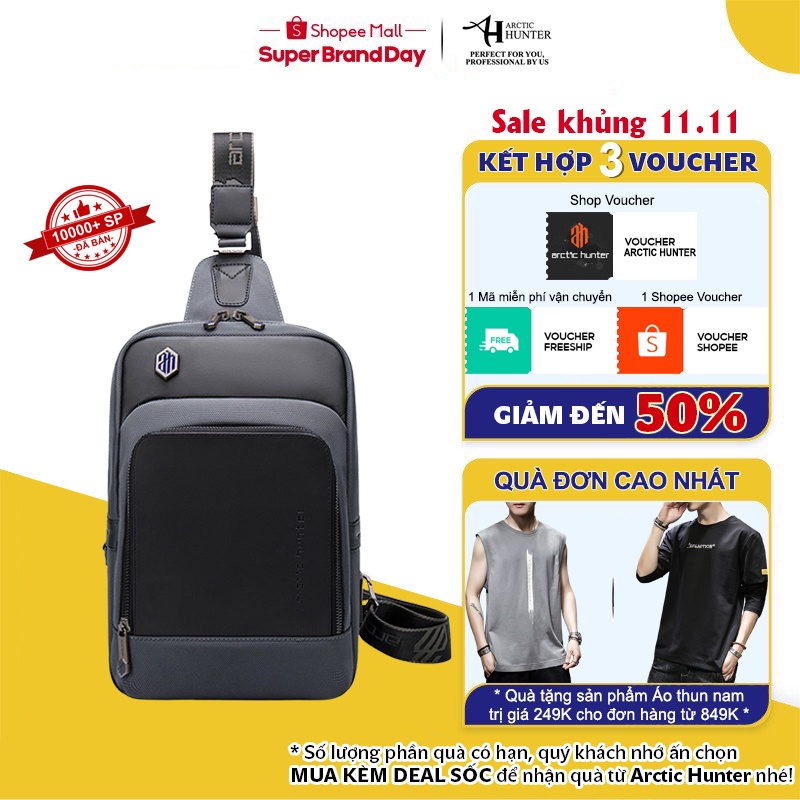 Shopee Mall
Super Brand Day
ARCTIC
HUNTER
PERFECT FOR YOU,
PROFESSIONAL BY US
Sale khủng 11.11
KẾT HỢP 3 VOUCHER
Shop Voucher
arctic hunter
VOUCHER
ARCTIC HUNTER
1 Mã miễn phí vận chuyển
1 Shopee Voucher
FREE
VOUCHER
FREESHIP
VOUCHER
SHOPEE
GIẢM ĐẾN 50%
10000+ SP
ĐÃ BÁN
QUÀ ĐƠN CAO NHẤT
* Quà tặng sản phẩm Áo thun nam
trị giá 249K cho đơn hàng từ 849K *
* Số lượng phần quà có hạn, quý khách nhớ ấn chọn
MUA KÈM DEAL SỐC để nhận quà từ Arctic Hunter nhé!